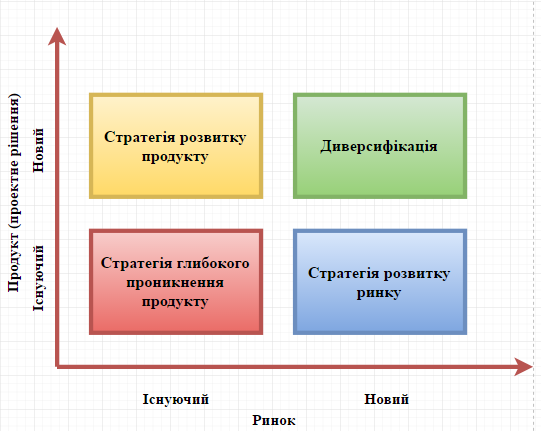 Продукт (проектне рішення)
Новий
Існуючий
Стратегія розвитку
продукту
Диверсифікація
Стратегія глибокого
проникнення
продукту
Стратегія розвитку
ринку
Існуючий
Новий
Ринок